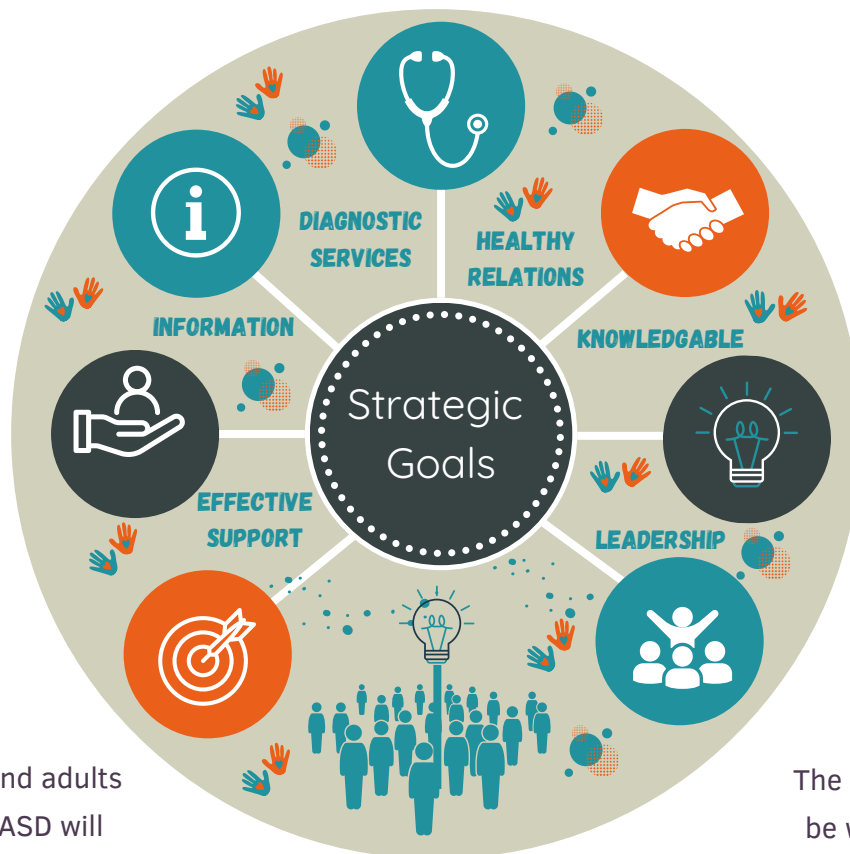 DIAGNOSTIC
SERVICES
HEALTHY
RELATIONS
INFORMATION
KNOWLEDGABLE
Strategic
Goals
EFFECTIVE
SUPPORT
LEADERSHIP
nd adults
ASD will
The
be